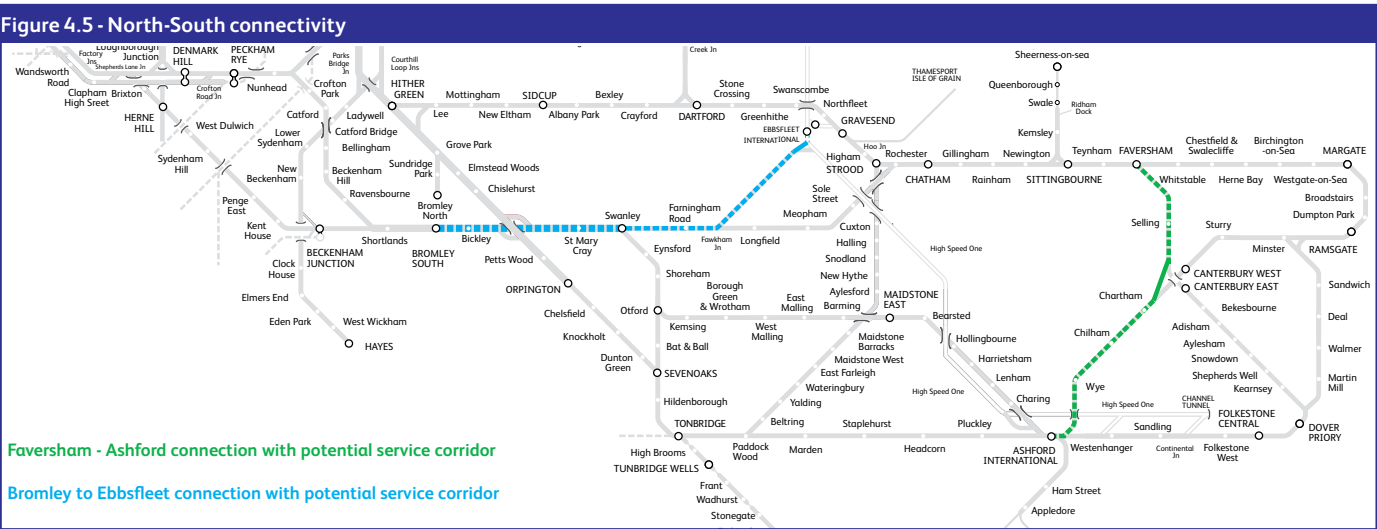 Figure 4.5 - North-South connectivity
Loughborough
Junction
DENMARK
HILL
PECKHAM
RYE
Factory
Jns
Shepherds Lane Jn
Wandsworth
Road
Clapham
High Sreet
Brixton
Crofton
Road Jn
Nunhead
HERNE
HILL
West Dulwich
Sydenham
Hill
Penge
East
Kent
House
Parks
Bridge
Jn
Courthill
Loop Jns
Crofton
Park
HITHER
GREEN
Catford
Ladywell
Catford Bridge
Lower
Sydenham
Bellingham
New
Beckenham
Beckenham
Hill
Ravensbourne
Lee
Mottingham
New Eltham
SIDCUP
Albany Park
Bexley
Crayford
Creek Jn
DARTFORD
Stone
Crossing
Greenhithe
Swanscombe
Northfleet
EBBSFLEET
INTERNATIONAL
GRAVESEND
Hoo Jn
THAMESPORT
ISLE OF GRAIN
Grove Park
Sundridge
Park
Elmstead Woods
Chislehurst
Bromley
North
BECKENHAM
JUNCTION
Shortlands
BROMLEY
SOUTH
Bickley
Petts Wood
St Mary
Cray
Swanley
Farningham
Road
Fawkham
Jn
Longfield
Meopham
Sole
Street
Higham
STROOD
Rochester
CHATHAM
Gillingham
Rainham
Newington
SITTINGBOURNE
Sheerness-on-sea
Queenborough
Swale
Ridham
Dock
Kemsley
Teynham
FAVERSHAM
Whitstable
Chestfield &
Swalecliffe
Herne Bay
Birchington
-on-Sea
Westgate-on-Sea
MARGATE
Broadstairs
Dumpton Park
RAMSGATE
Clock
House
Elmers End
Eden Park
West Wickham
HAYES
ORPINGTON
Chelsfield
Knockholt
Dunton
Green
Eynsford
Shoreham
Otford
Kemsing
Borough
Green
& Wrotham
West
Malling
East
Malling
Bat & Ball
SEVENOAKS
Hildenborough
Cuxton
Halling
Snodland
New Hythe
Aylesford
Barming
MAIDSTONE
EAST
Maidstone
Barracks
Maidstone West
East Farleigh
Wateringbury
Yalding
Beltring
High Speed One
Bearsted
Hollingbourne
Harrietsham
Lenham
Charing
High Speed One
Selling
Sturry
Minster
CANTERBURY WEST
CANTERBURY EAST
Chartham
Chilham
Wye
Bekesbourne
Adisham
Aylesham
Snowdown
Shepherds Well
Kearnsey
Sandwich
Deal
Walmer
Martin
Mill
High Speed One
CHANNEL
TUNNEL
FOLKESTONE
CENTRAL
DOVER
PRIORY
TONBRIDGE
High Brooms
TUNBRIDGE WELLS
Frant
Wadhurst
Stonegate
Paddock
Wood
Marden
Staplehurst
Headcorn
Pluckley
ASHFORD
INTERNATIONAL
Westenhanger
Sandling
Continental
Jn
Folkestone
West
Ham Street
Appledore
Faversham - Ashford connection with potential service corridor
Bromley to Ebbsfleet connection with potential service corridor